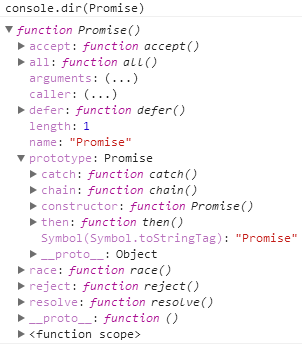 console.dir(Promise)
▼ function Promise()
▶ accept: function accept()
▶ all: function all()
arguments: (...)
caller: (...)
▶ defer: function defer()
length: 1
name: "Promise"
▼ prototype: Promise
▶ catch: function catch()
▶ chain: function chain()
▶ constructor: function Promise()
▶ then: function then()
Symbol(Symbol.toStringTag): "Promise"
▶ __proto__: Object
▶ race: function race()
▶ reject: function reject()
▶ resolve: function resolve()
▶ __proto__: function ()
▶ <function scope>